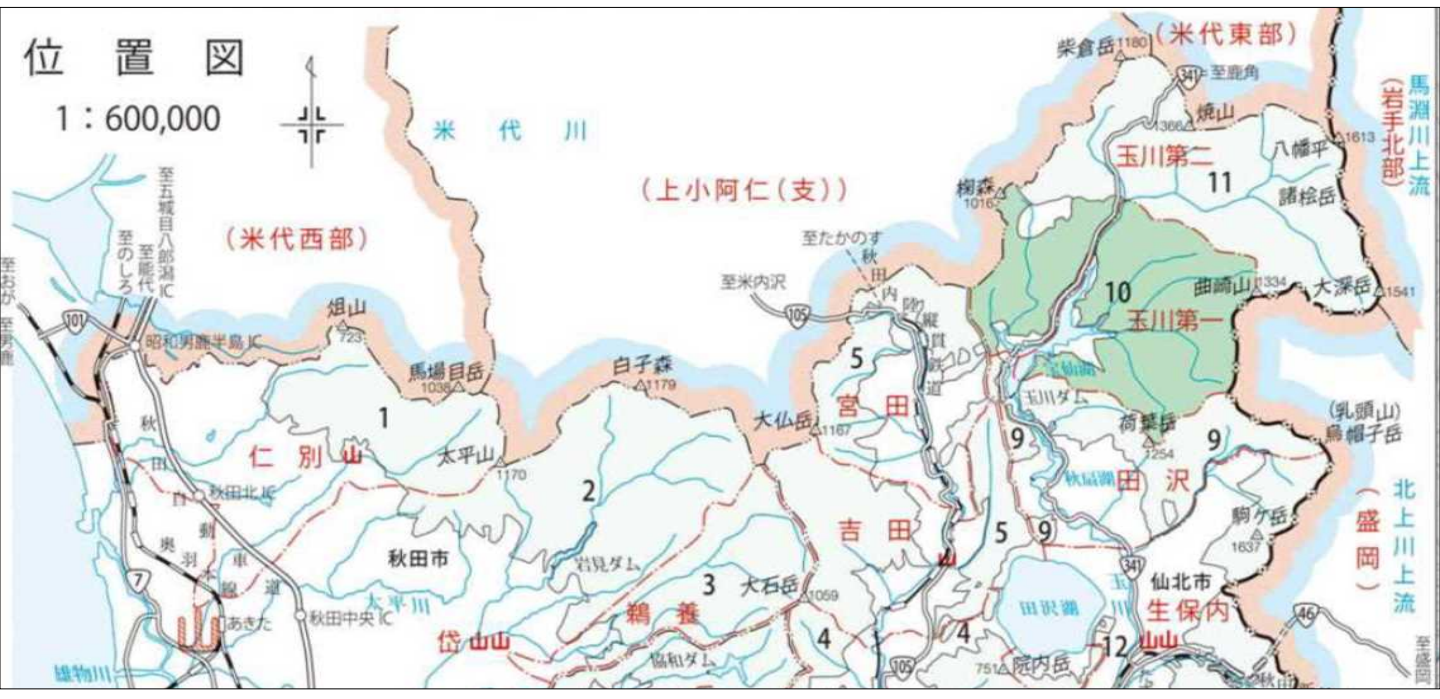 位置図
1：600,000
米代川
（米代西部）
（上小阿仁(支)）
（米代東部）
馬淵川上流
（岩手北部）
北上川上流
（盛岡）
至五城目八郎潟IC
至能代
至のしろ
至おが
至男鹿
101
昭和男鹿半島IC
俎山
723
馬場目岳
1038
白子森
1179
大仏岳
1167
太平山
1170
至米内沢
105
至たかのす
秋田内陸縦貫鉄道
柴倉岳
1180
341
至鹿角
焼山
1366
玉川第二
11
八幡平
1613
諸桧岳
掬森
1016
10
玉川第一
曲崎山
1334
大深岳
1541
宝仙湖
玉川ダム
荷葉岳
1254
（乳頭山）
烏帽子岳
1
仁別
2
5
宮田
9
9
秋扇湖
田沢
駒ケ岳
1637
秋田自動車道
秋田北IC
奥羽本線
秋田市
岩見ダム
吉田
5
9
7
あきた
秋田中央IC
太平川
3
大石岳
1059
鵜養
岱
協和ダム
4
4
105
田沢湖
751
院内岳
玉川
341
仙北市
生保内
12
46
至盛岡
雄物川